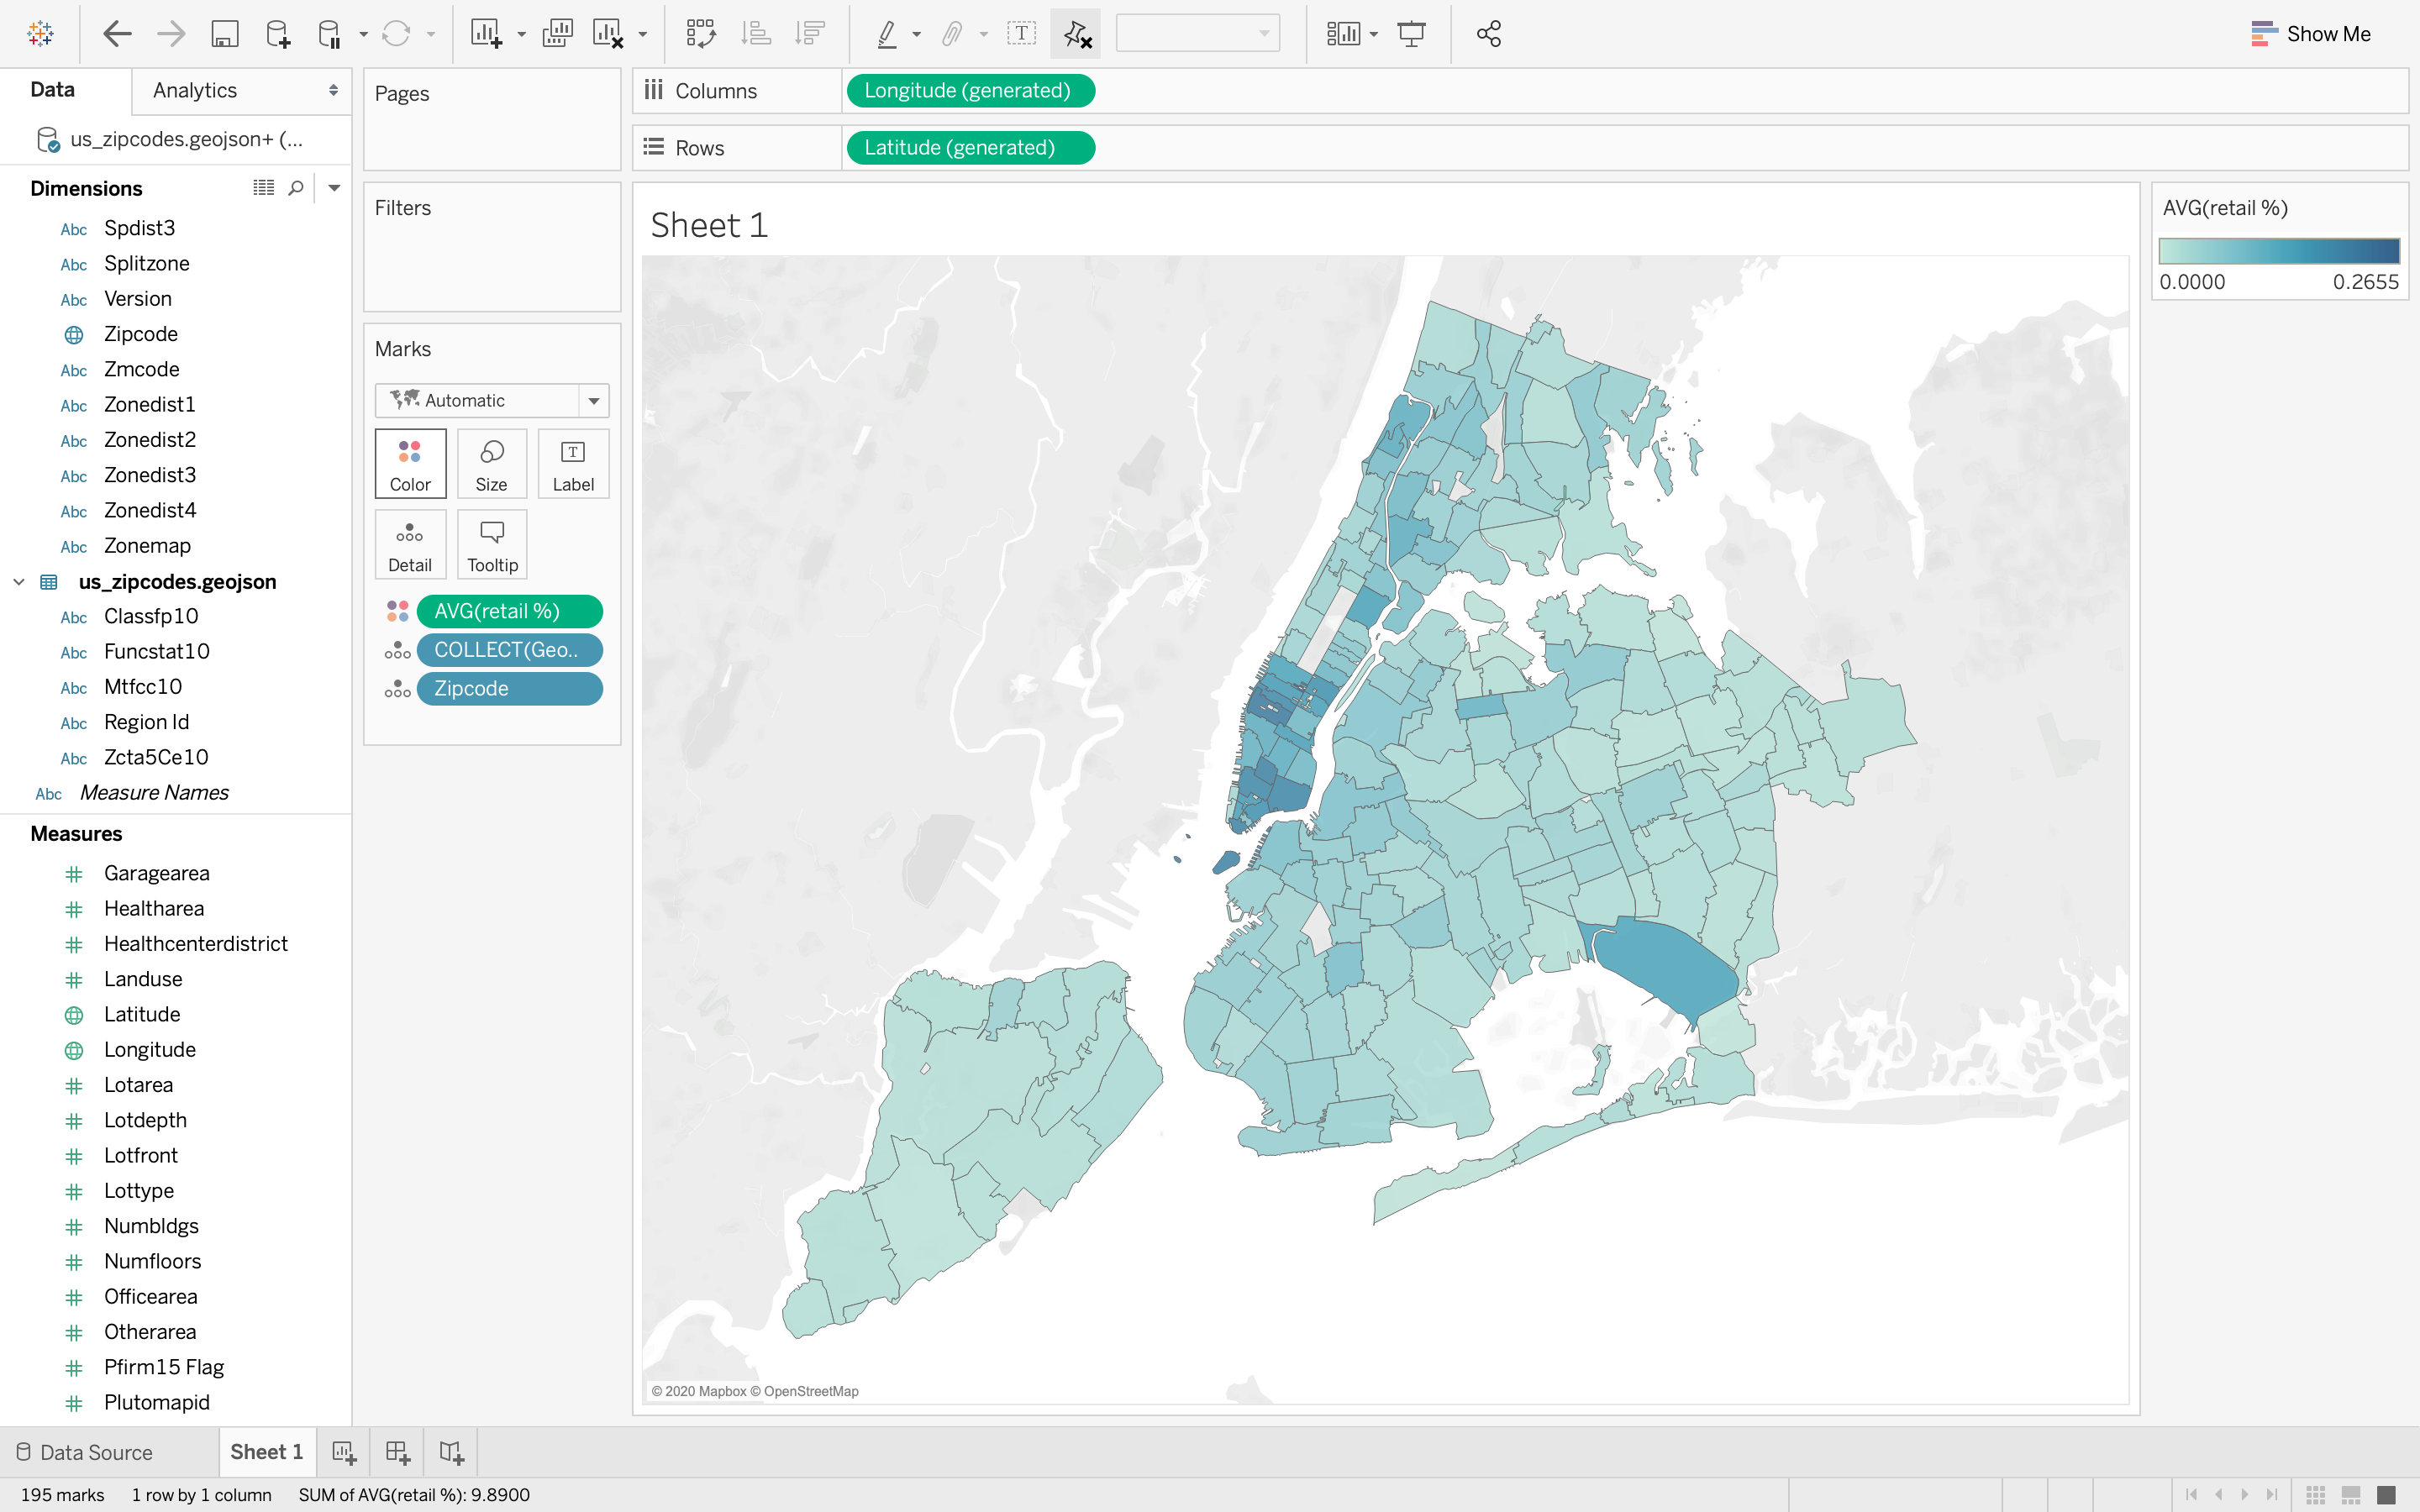 Show Me
Data
Analytics
us_zipcodes.geojson+ (...
Dimensions
Abc Spdist3
Abc Splitzone
Abc Version
Zipcode
Abc Zmcode
Abc Zonedist1
Abc Zonedist2
Abc Zonedist3
Abc Zonedist4
Abc Zonemap
us_zipcodes.geojson
Abc Classfp10
Abc Funcstat10
Abc Mtfcc10
Abc Region Id
Abc Zcta5Ce10
Abc Measure Names
Measures
Garagearea
Healtharea
Healthcenterdistrict
Landuse
Latitude
Longitude
Lotarea
Lotdepth
Lotfront
Lottype
Numbldgs
Numfloors
Officearea
Otherarea
Pfirm15 Flag
Plutomapid
Pages
Filters
Marks
Automatic
Color
Size
Label
Detail
Tooltip
AVG(retail %)
COLLECT(Geo..
Zipcode
Columns
Longitude (generated)
Rows
Latitude (generated)
Sheet 1
© 2020 Mapbox © OpenStreetMap
AVG(retail %)
0.0000 0.2655
Data Source
Sheet 1
195 marks 1 row by 1 column SUM of AVG(retail %): 9.8900